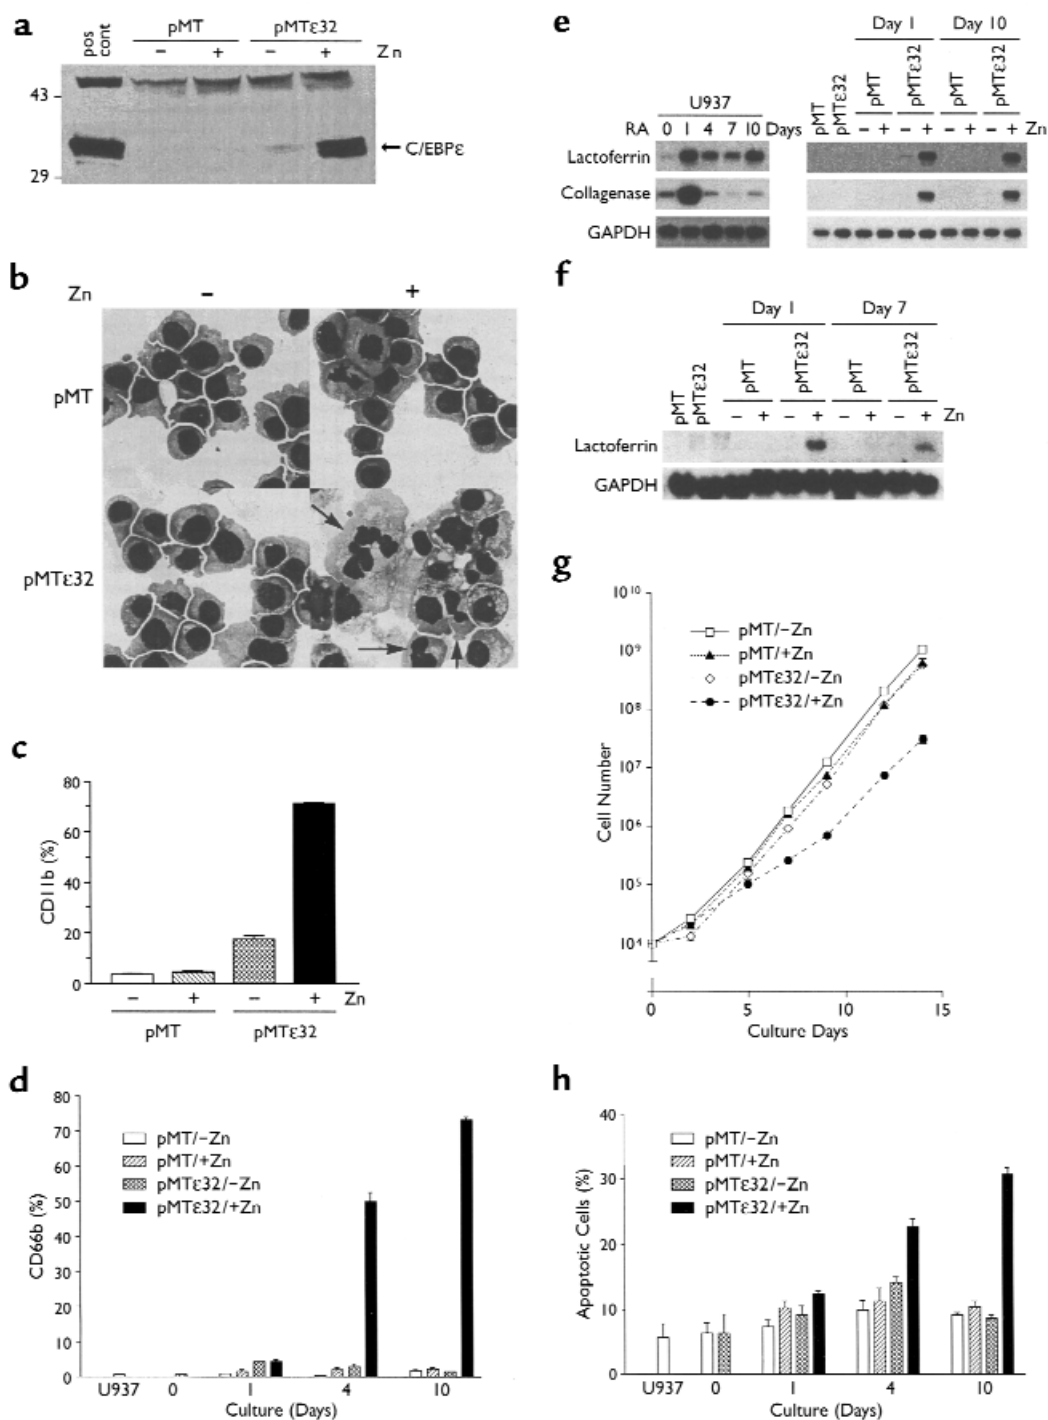 a
pos cont
pMT
pMTε32
− + − + Zn
43
29
C/EBPε
b
Zn − +
pMT
pMTε32
c
CD11b (%)
80
60
40
20
0
− + − + Zn
pMT
pMTε32
d
CD66b (%)
80
70
60
50
40
30
20
10
0
pMT/−Zn
pMT/+Zn
pMTε32/−Zn
pMTε32/+Zn
U937 0 1 4 10
Culture (Days)
e
U937
RA 0 1 4 7 10 Days
Lactoferrin
Collagenase
GAPDH
Day 1 Day 10
pMT pMTε32 pMT pMTε32 pMT pMTε32
− + − + − + − + Zn
f
Day 1 Day 7
pMT pMTε32 pMT pMTε32 pMT pMTε32
− + − + − + − + Zn
Lactoferrin
GAPDH
g
Cell Number
10^10
10^9
10^8
10^7
10^6
10^5
10^4
pMT/−Zn
pMT/+Zn
pMTε32/−Zn
pMTε32/+Zn
0 5 10 15
Culture Days
h
Apoptotic Cells (%)
40
30
20
10
0
pMT/−Zn
pMT/+Zn
pMTε32/−Zn
pMTε32/+Zn
U937 0 1 4 10
Culture (Days)